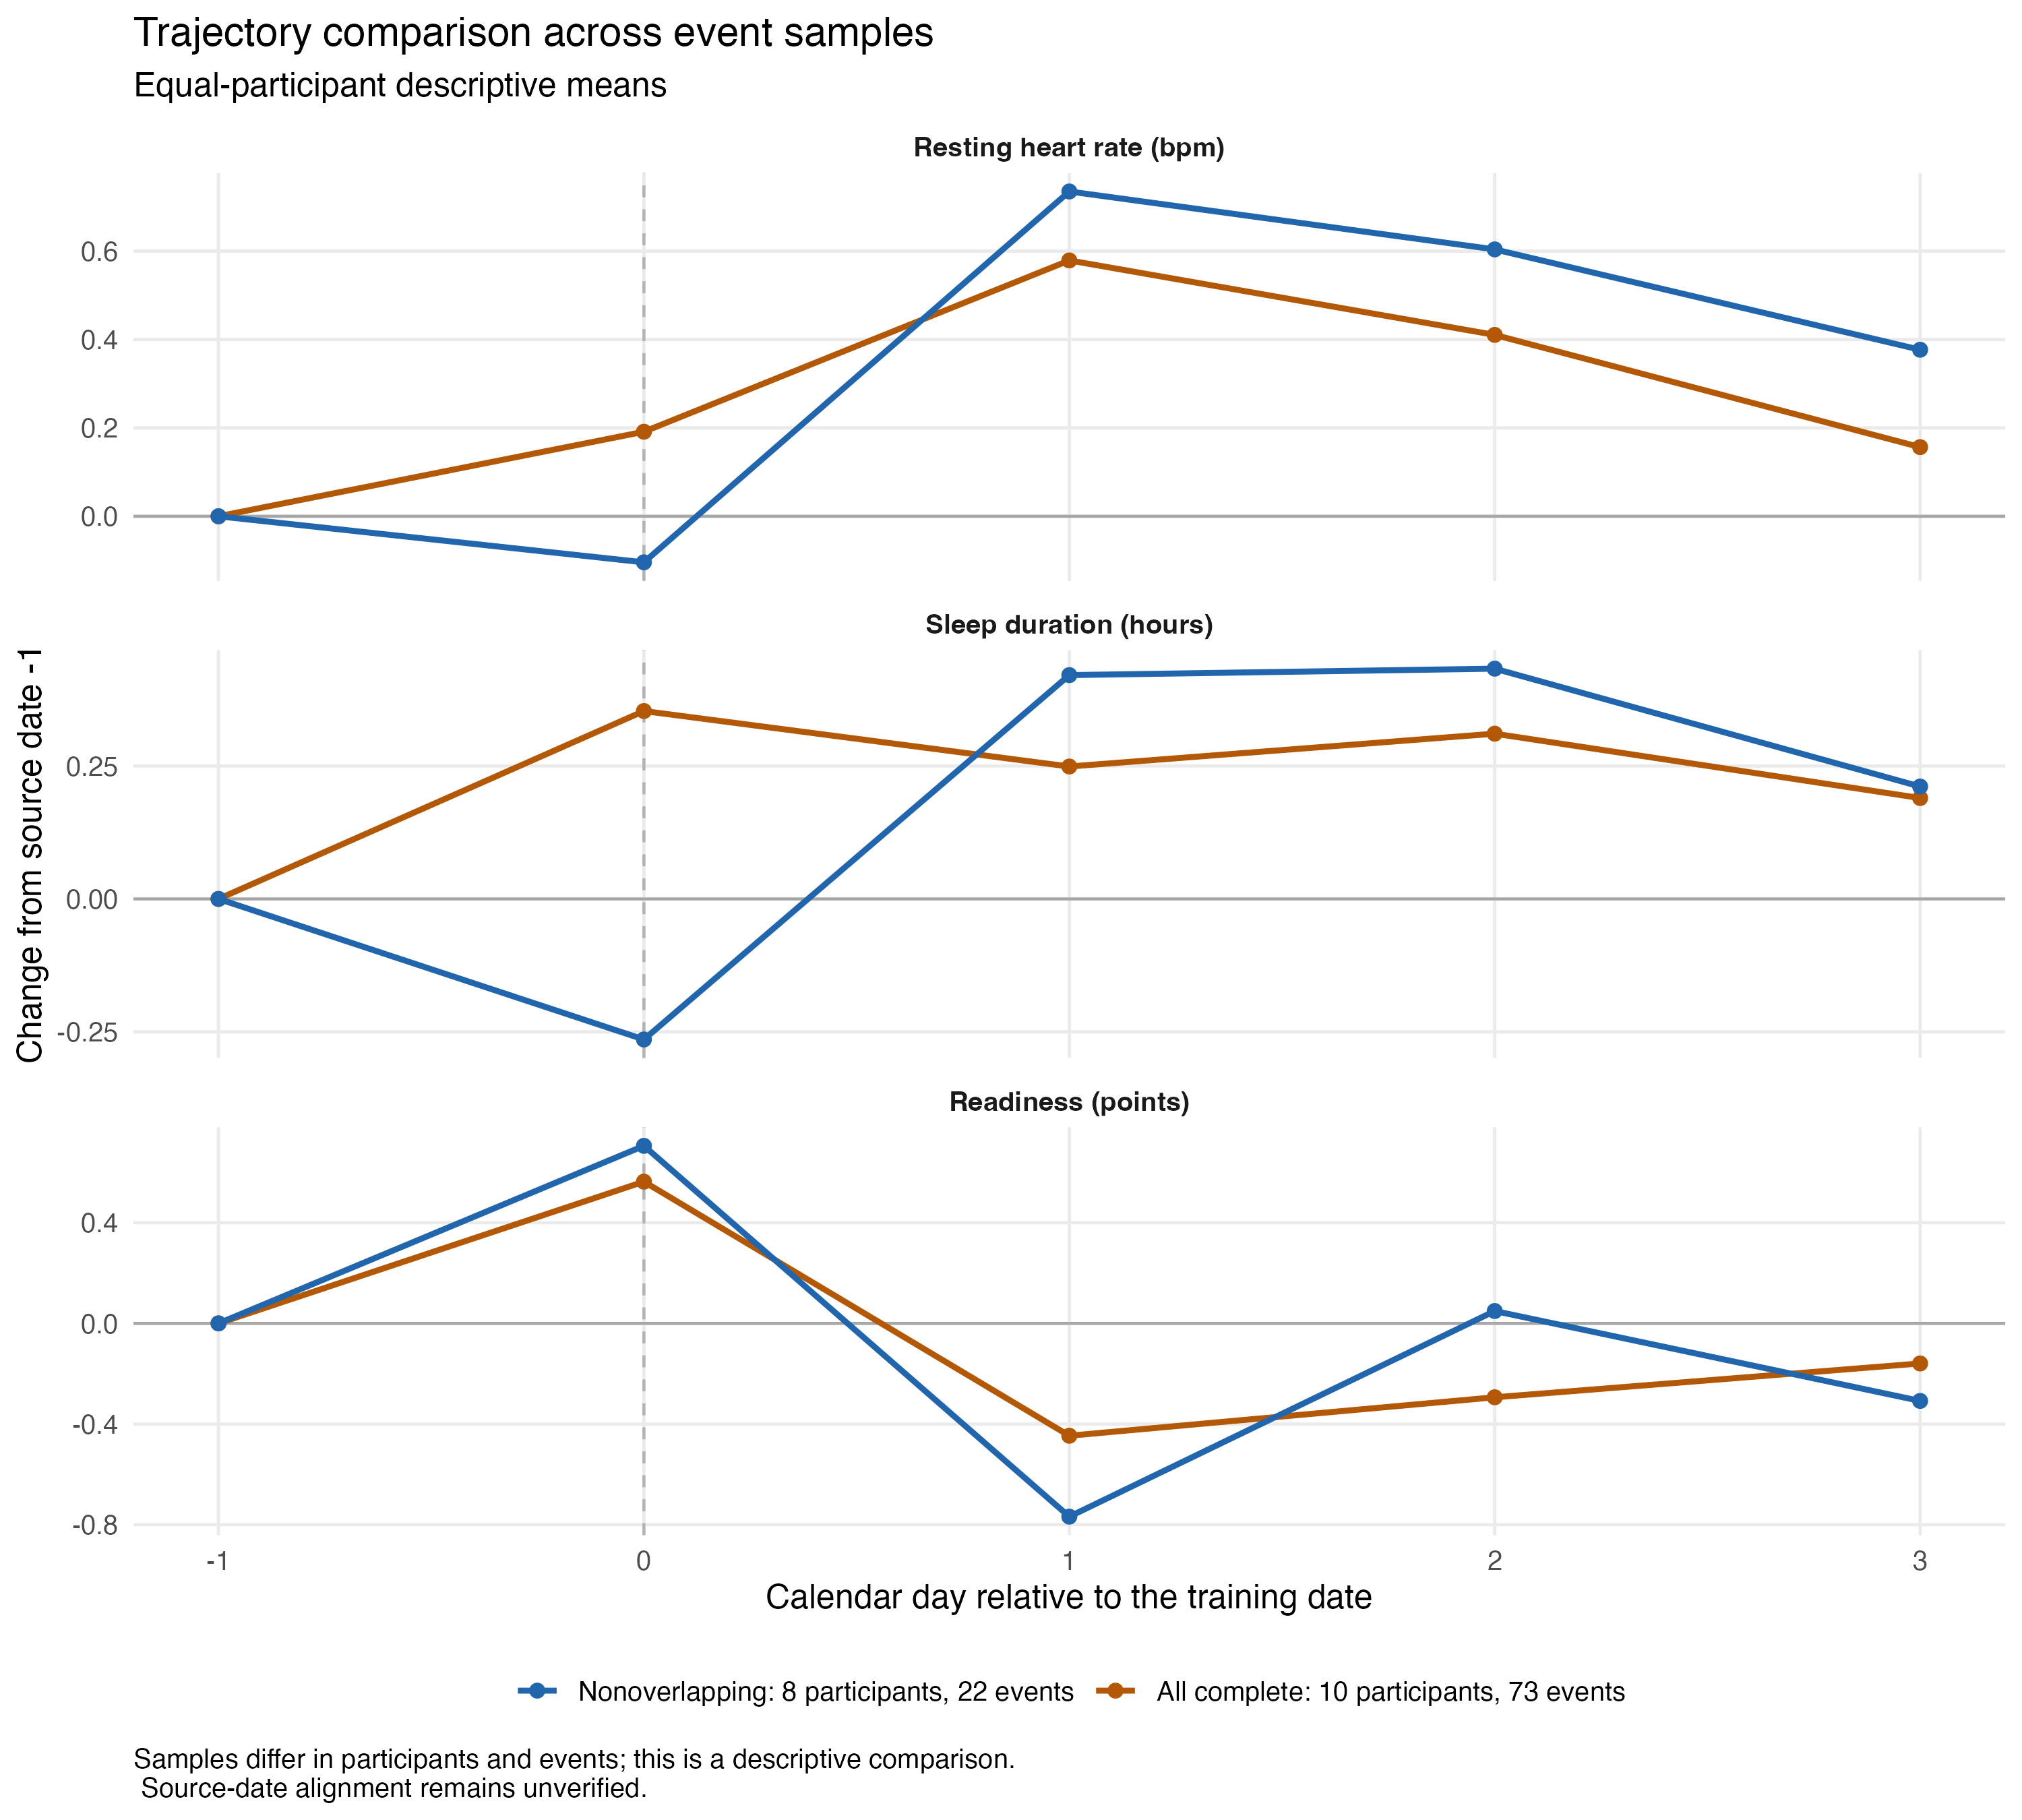 Trajectory comparison across event samples
Equal-participant descriptive means
Resting heart rate (bpm)
0.6
0.4
0.2
0.0
Sleep duration (hours)
Change from source date -1
0.25
0.00
-0.25
Readiness (points)
0.4
0.0
-0.4
-0.8
-1 0 1 2 3
Calendar day relative to the training date
Nonoverlapping: 8 participants, 22 events All complete: 10 participants, 73 events
Samples differ in participants and events; this is a descriptive comparison.
Source-date alignment remains unverified.